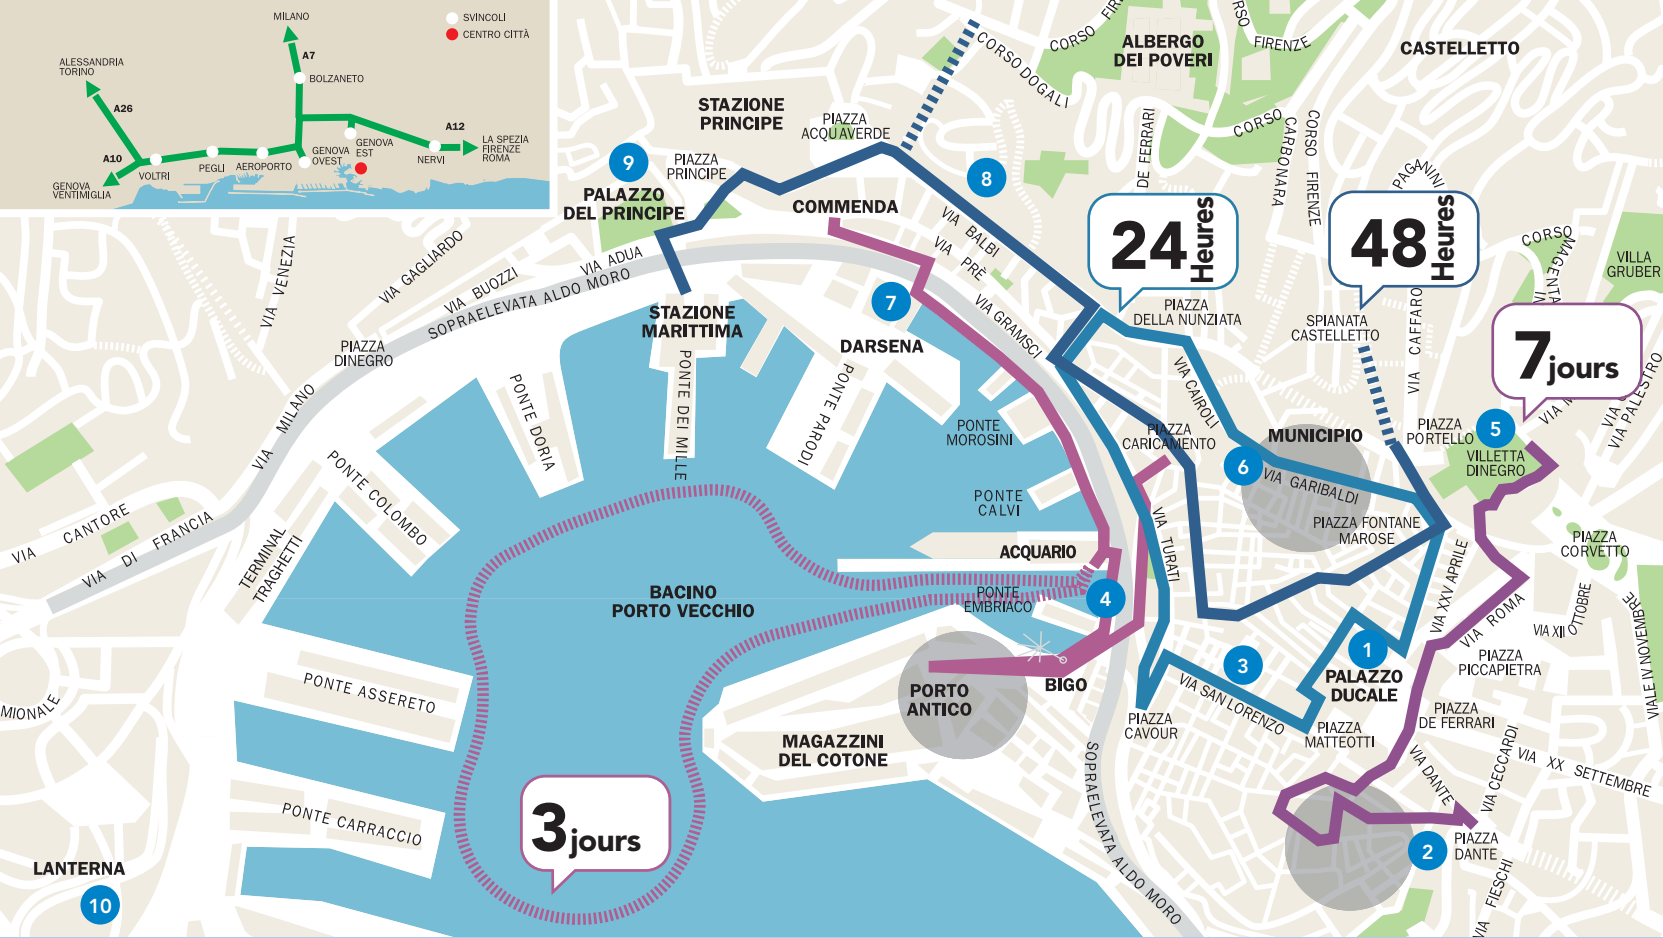 MILANO
SVINCOLI
CENTRO CITTÀ
A7
ALESSANDRIA
TORINO
BOLZANETO
A26
A12
LA SPEZIA
FIRENZE
ROMA
A10
VOLTRI
PEGLI
AEROPORTO
GENOVA
OVEST
GENOVA
EST
NERVI
GENOVA
VENTIMIGLIA
CORSO DOGALI
CORSO
ALBERGO
DEI POVERI
FIRENZE
CASTELLETTO
STAZIONE
PRINCIPE
PIAZZA
ACQUAVERDE
CORSO
CARBONARA
CORSO FIRENZE
DE FERRARI
PAGANINI
9
PIAZZA
PRINCIPE
8
PALAZZO
DEL PRINCIPE
COMMENDA
24
Heures
48
Heures
CORSO
MAGENTA
VILLA
GRUBER
VIA BALBI
VIA PRÈ
VIA GRAMSCI
VIA VENEZIA
VIA GAGLIARDO
VIA BUOZZI
VIA ADUA
SOPRAELEVATA ALDO MORO
7
STAZIONE
MARITTIMA
DARSENA
PIAZZA
DELLA NUNZIATA
SPIANATA
CASTELLETTO
VIA CAFFARO
7 jours
PIAZZA
DINEGRO
VIA MILANO
PONTE DORIA
PONTE DEI MILLE
PONTE PARODI
PONTE
MOROSINI
VIA CAIROLI
PIAZZA
CARICAMENTO
MUNICIPIO
PIAZZA
PORTELLO
5
VILLETTA
DINEGRO
VIA PALESTRO
6
VIA GARIBALDI
PONTE COLOMBO
PONTE
CALVI
VIA TURATI
PIAZZA FONTANE
MAROSE
PIAZZA
CORVETTO
VIA CANTORE
VIA DI FRANCIA
TERMINAL
TRAGHETTI
ACQUARIO
BACINO
PORTO VECCHIO
PONTE
EMBRIACO
4
VIA XXV APRILE
VIA ROMA
VIA XII OTTOBRE
VIALE IV NOVEMBRE
PIAZZA
PICCAPIETRA
3
1
PALAZZO
DUCALE
PONTE ASSERETO
PORTO
ANTICO
BIGO
VIA SAN LORENZO
PIAZZA
CAVOUR
PIAZZA
MATTEOTTI
PIAZZA
DE FERRARI
MAGAZZINI
DEL COTONE
SOPRAELEVATA ALDO MORO
VIA DANTE
VIA CECCARDI
VIA XX SETTEMBRE
PONTE CARRACCIO
3 jours
2
PIAZZA
DANTE
VIA FIESCHI
LANTERNA
10